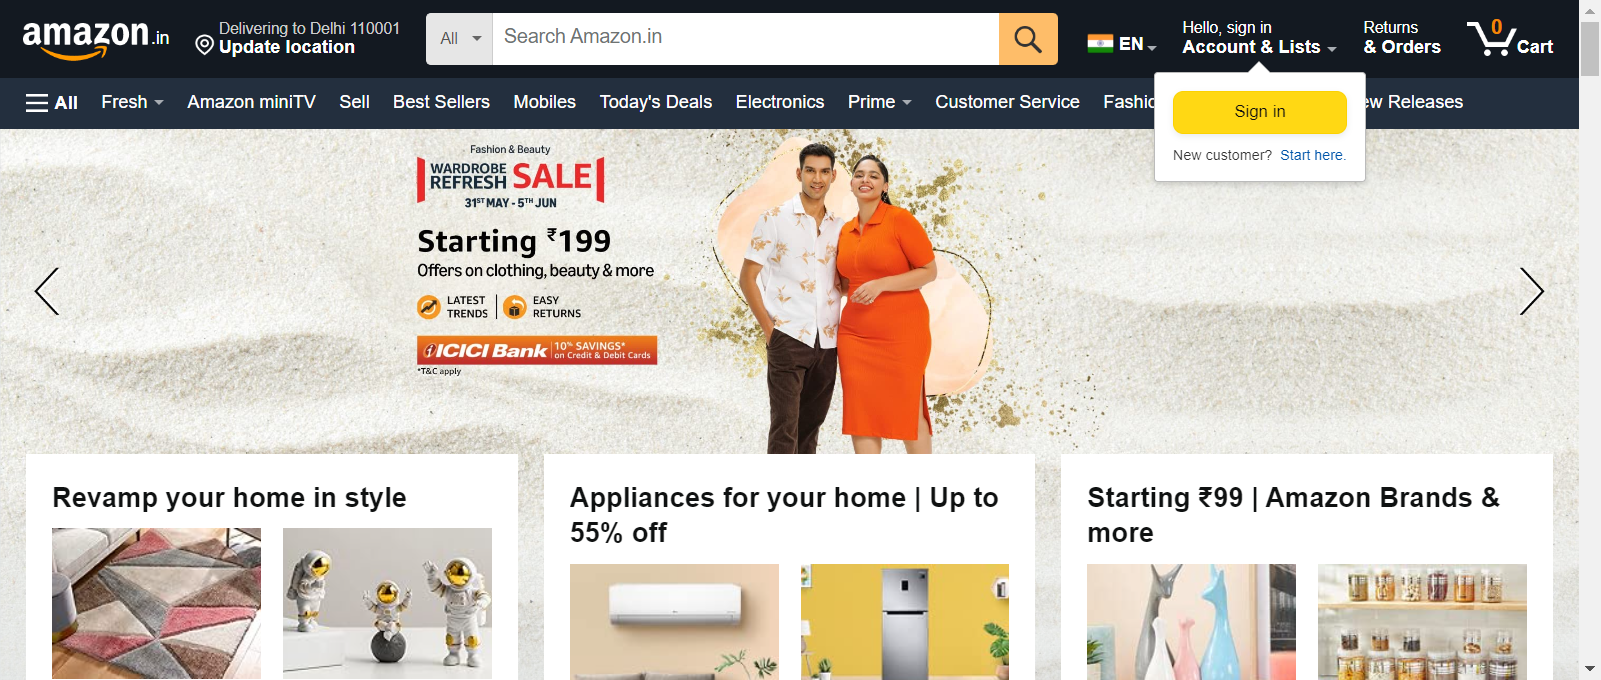 amazon.in
Delivering to Delhi 110001
Update location
All
Search Amazon.in
EN
Hello, sign in
Account & Lists
Returns
& Orders
0
Cart
All
Fresh
Amazon miniTV
Sell
Best Sellers
Mobiles
Today's Deals
Electronics
Prime
Customer Service
Fashio
ew Releases
Sign in
New customer? Start here.
Fashion & Beauty
WARDROBE
REFRESH SALE
31ST MAY - 5TH JUN
Starting ₹199
Offers on clothing, beauty & more
LATEST
TRENDS
EASY
RETURNS
ICICI Bank
10% SAVINGS*
on Credit & Debit Cards
*T&C apply
Revamp your home in style
Appliances for your home | Up to
55% off
Starting ₹99 | Amazon Brands &
more